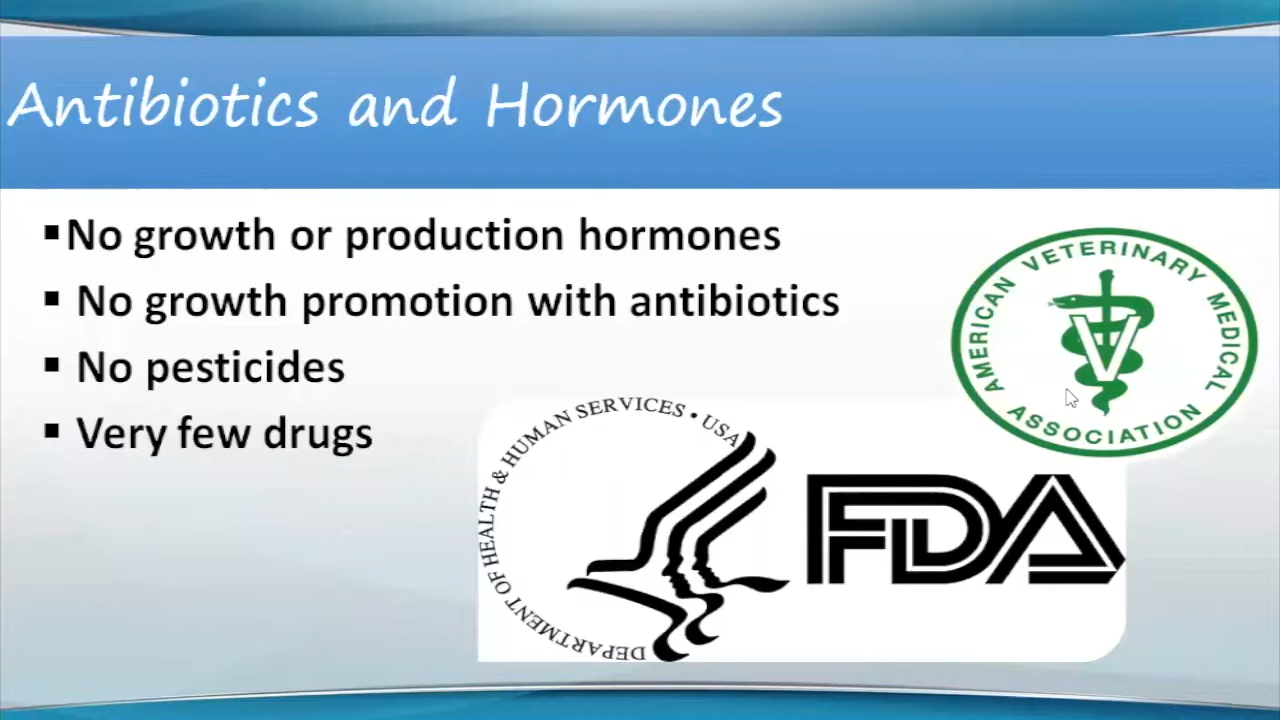 Antibiotics and Hormones
▪No growth or production hormones
▪ No growth promotion with antibiotics
▪ No pesticides
▪ Very few drugs
AMERICAN VETERINARY MEDICAL ASSOCIATION
V
DEPARTMENT OF HEALTH & HUMAN SERVICES • USA
FDA